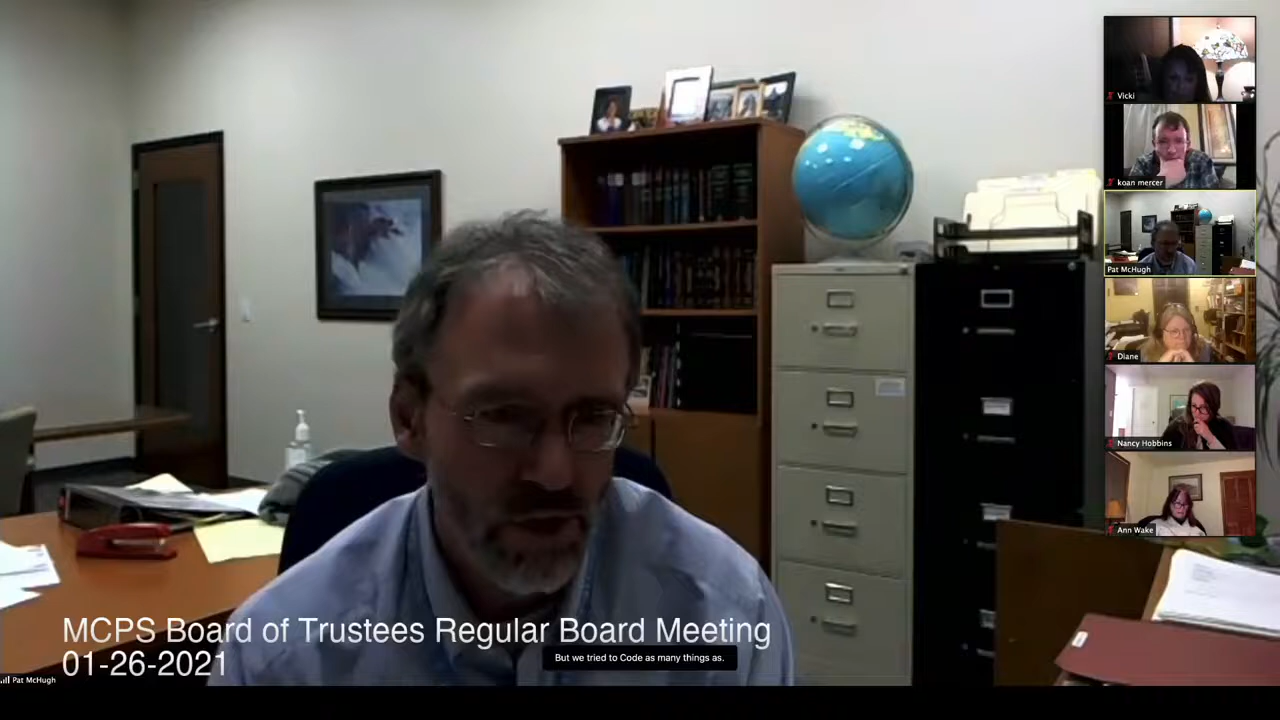 Vicki
koan mercer
Pat McHugh
Diane
Nancy Hobbins
Ann Wake
MCPS Board of Trustees Regular Board Meeting
01-26-2021
But we tried to Code as many things as.
Pat McHugh